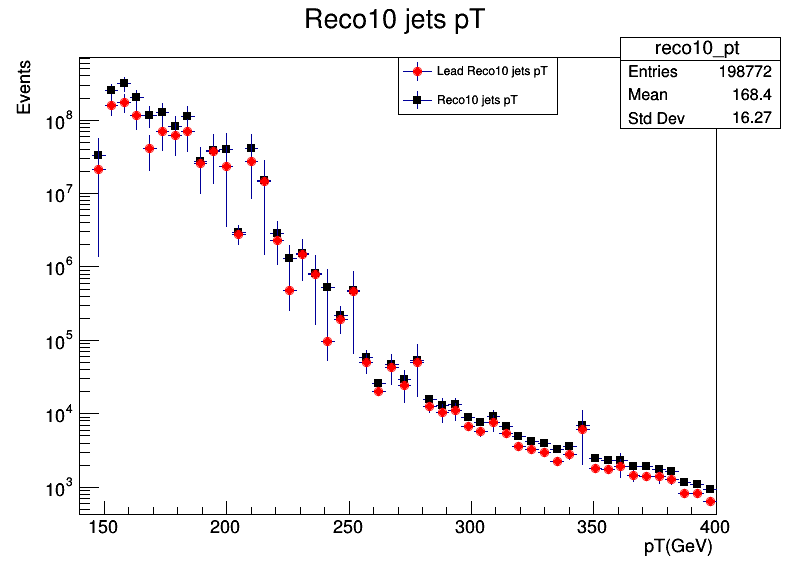 Reco10 jets pT
reco10_pt
Entries 198772
Mean 168.4
Std Dev 16.27
Lead Reco10 jets pT
Reco10 jets pT
Events
10^8
10^7
10^6
10^5
10^4
10^3
150 200 250 300 350 400
pT(GeV)